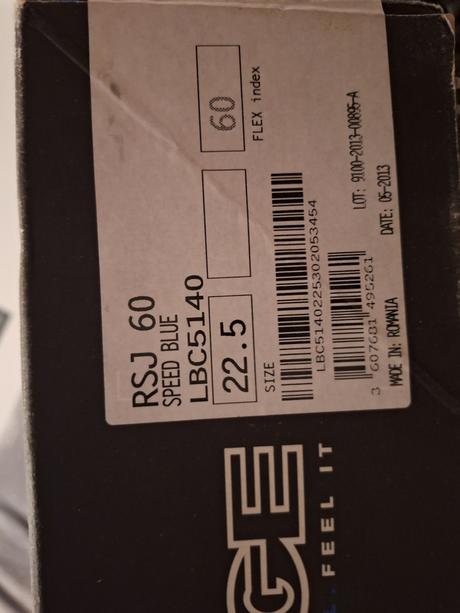 RSJ 60
SPEED BLUE
LBC5140
22.5
60
SIZE
FLEX index
LBC5140225302053454
3 607681 495261
LOT: 9100-2013-00895-A
MADE IN: ROMANIA
DATE: 05-2013
GE
FEEL IT